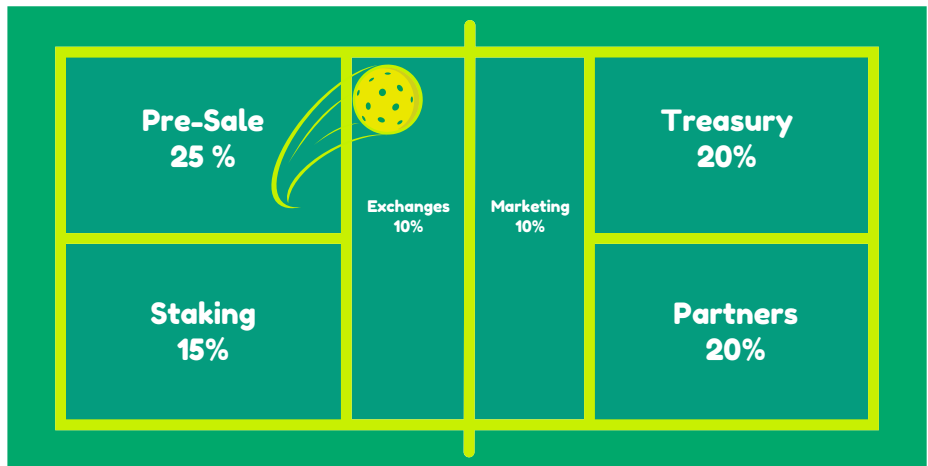 Pre-Sale
25 %
Staking
15%
Exchanges
10%
Marketing
10%
Treasury
20%
Partners
20%